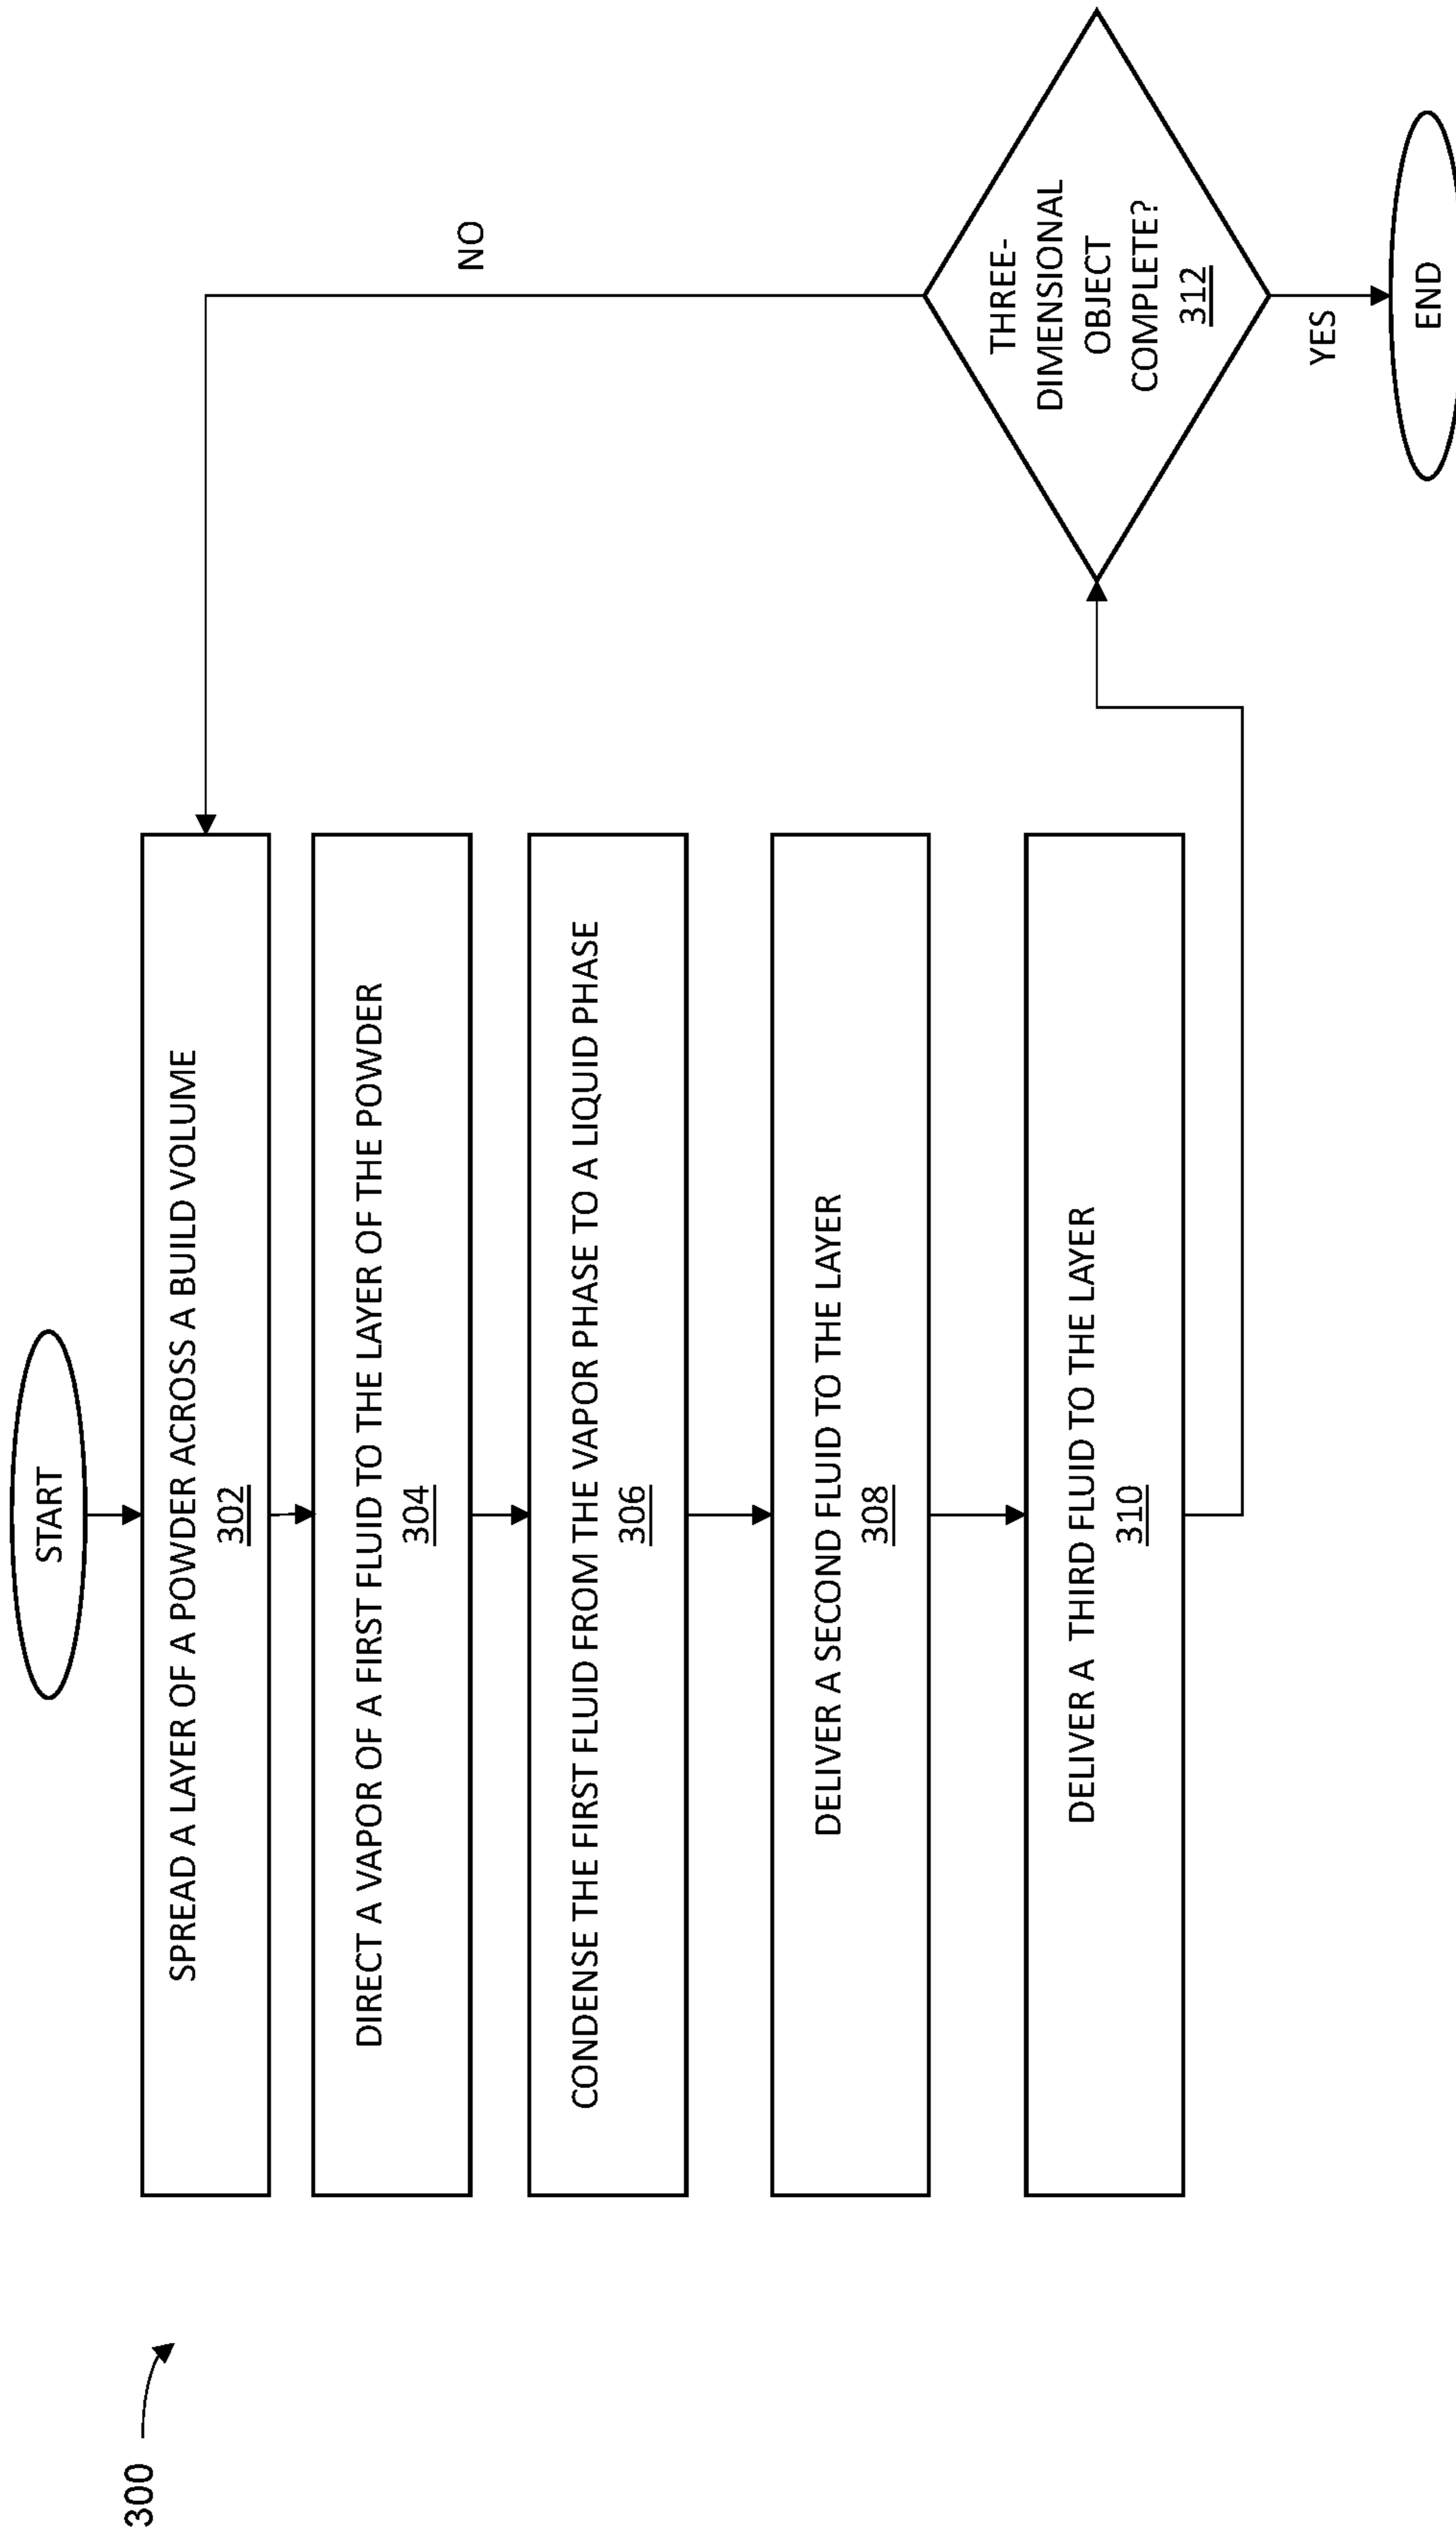 300
START
SPREAD A LAYER OF A POWDER ACROSS A BUILD VOLUME
302
DIRECT A VAPOR OF A FIRST FLUID TO THE LAYER OF THE POWDER
304
CONDENSE THE FIRST FLUID FROM THE VAPOR PHASE TO A LIQUID PHASE
306
DELIVER A SECOND FLUID TO THE LAYER
308
DELIVER A THIRD FLUID TO THE LAYER
310
NO
THREE-
DIMENSIONAL
OBJECT
COMPLETE?
312
YES
END